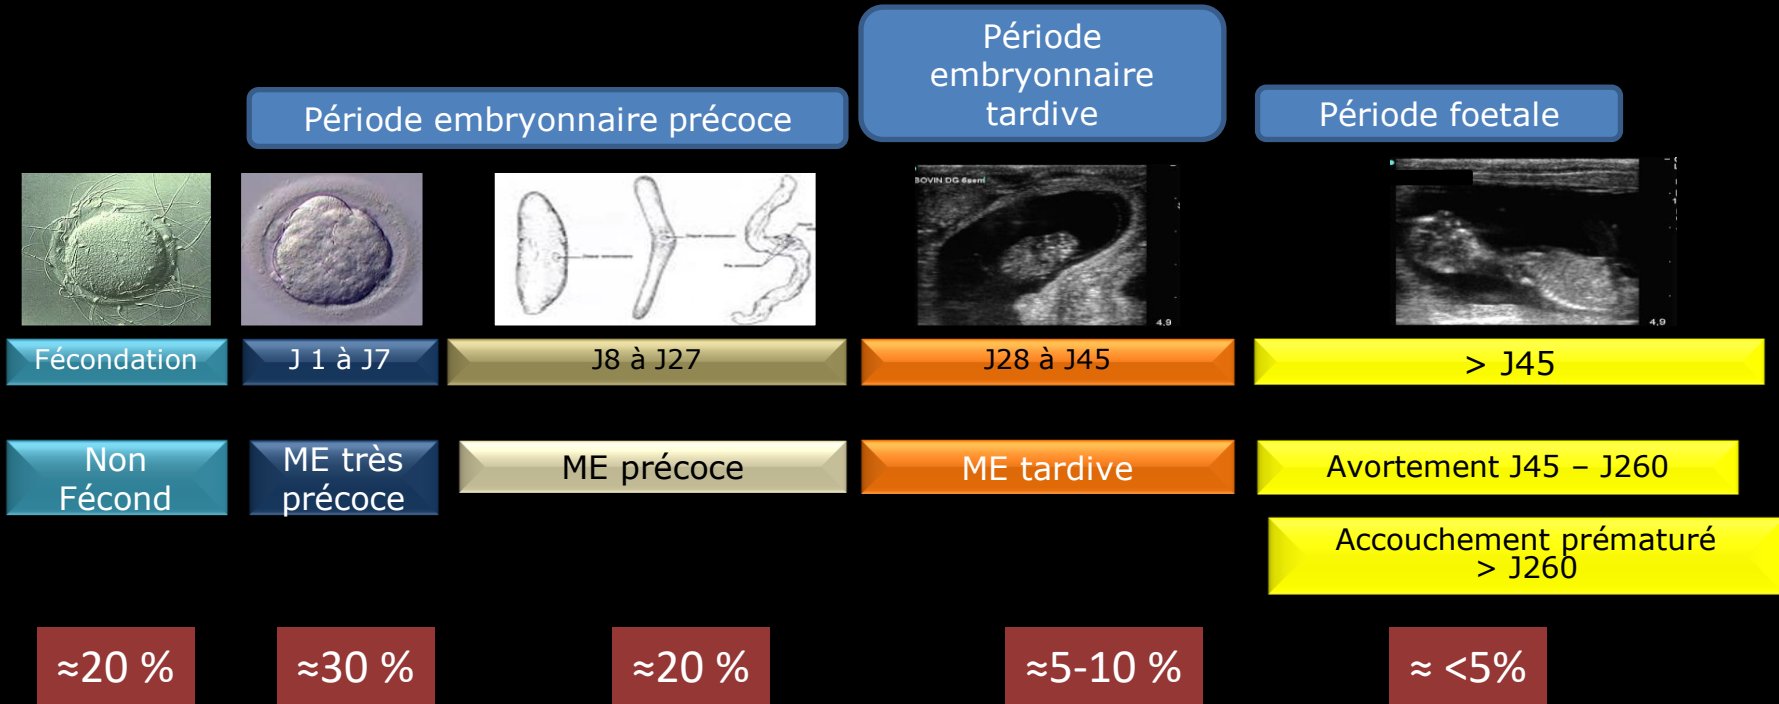 Période
embryonnaire
tardive
Période embryonnaire précoce
Période foetale
BOVIN DG 6sem
4.9
4.9
Fécondation
J 1 à J7
J8 à J27
J28 à J45
> J45
Non
Fécond
ME très
précoce
ME précoce
ME tardive
Avortement J45 – J260
Accouchement prématuré
> J260
≈20 %
≈30 %
≈20 %
≈5-10 %
≈ <5%